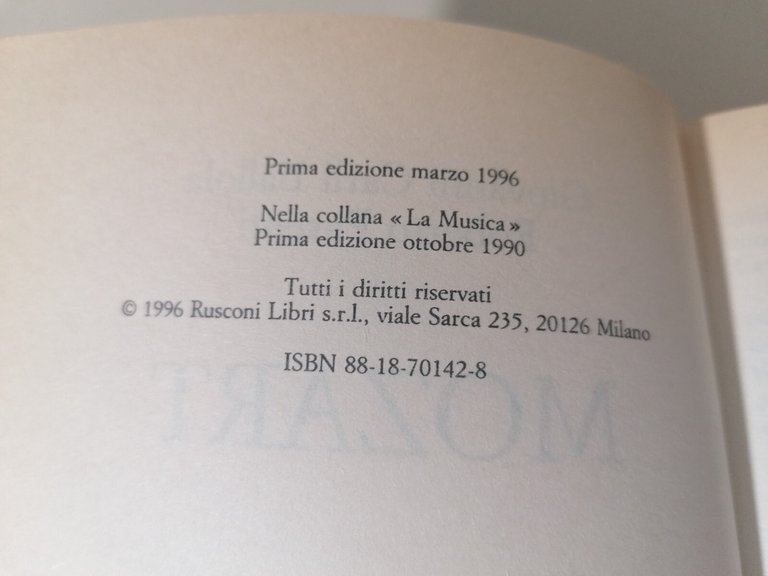 Prima edizione marzo 1996
Nella collana « La Musica »
Prima edizione ottobre 1990
Tutti i diritti riservati
© 1996 Rusconi Libri s.r.l., viale Sarca 235, 20126 Milano
ISBN 88-18-70142-8
MOZART